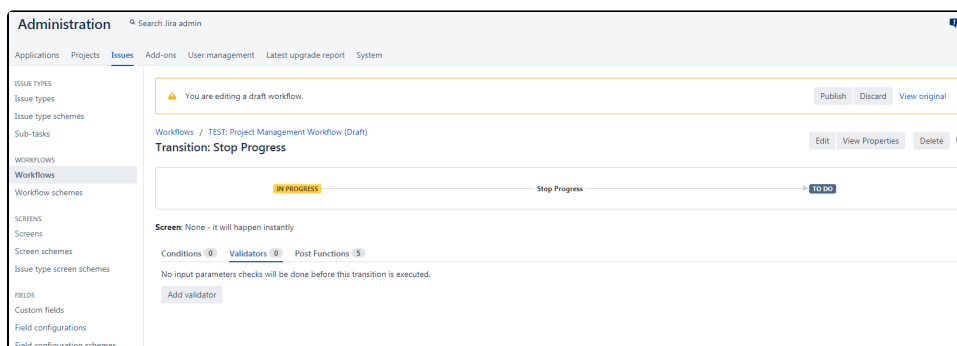 Administration
Search Jira admin
Applications Projects Issues Add-ons User management Latest upgrade report System
ISSUE TYPES
Issue types
Issue type schemes
Sub-tasks
WORKFLOWS
Workflows
Workflow schemes
SCREENS
Screens
Screen schemes
Issue type screen schemes
FIELDS
Custom fields
Field configurations
Field configuration schemes
You are editing a draft workflow.
Publish Discard View original
Workflows / TEST: Project Management Workflow (Draft)
Transition: Stop Progress
Edit View Properties Delete
IN PROGRESS Stop Progress TO DO
Screen: None - it will happen instantly
Conditions 0 Validators 0 Post Functions 5
No input parameters checks will be done before this transition is executed.
Add validator